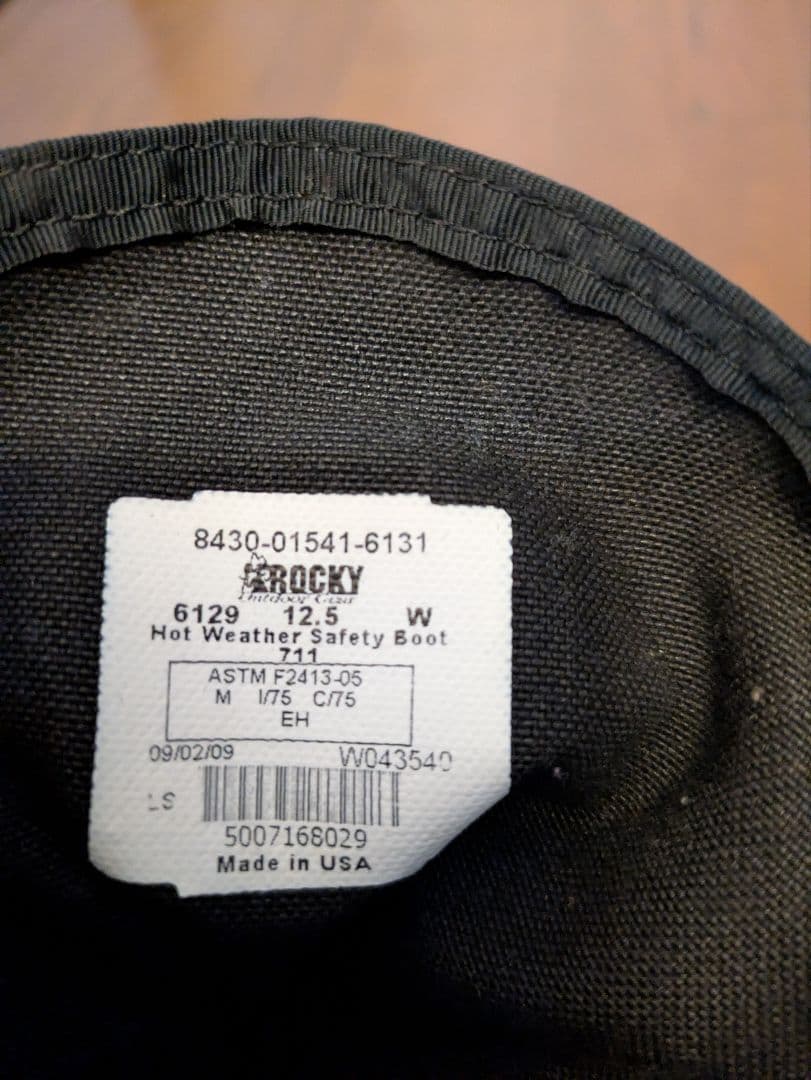 8430-01541-6131
ROCKY
Outdoor Gear
6129 12.5 W
Hot Weather Safety Boot
711
ASTM F2413-05
M I/75 C/75
EH
09/02/09 W043540
LS
5007168029
Made in USA